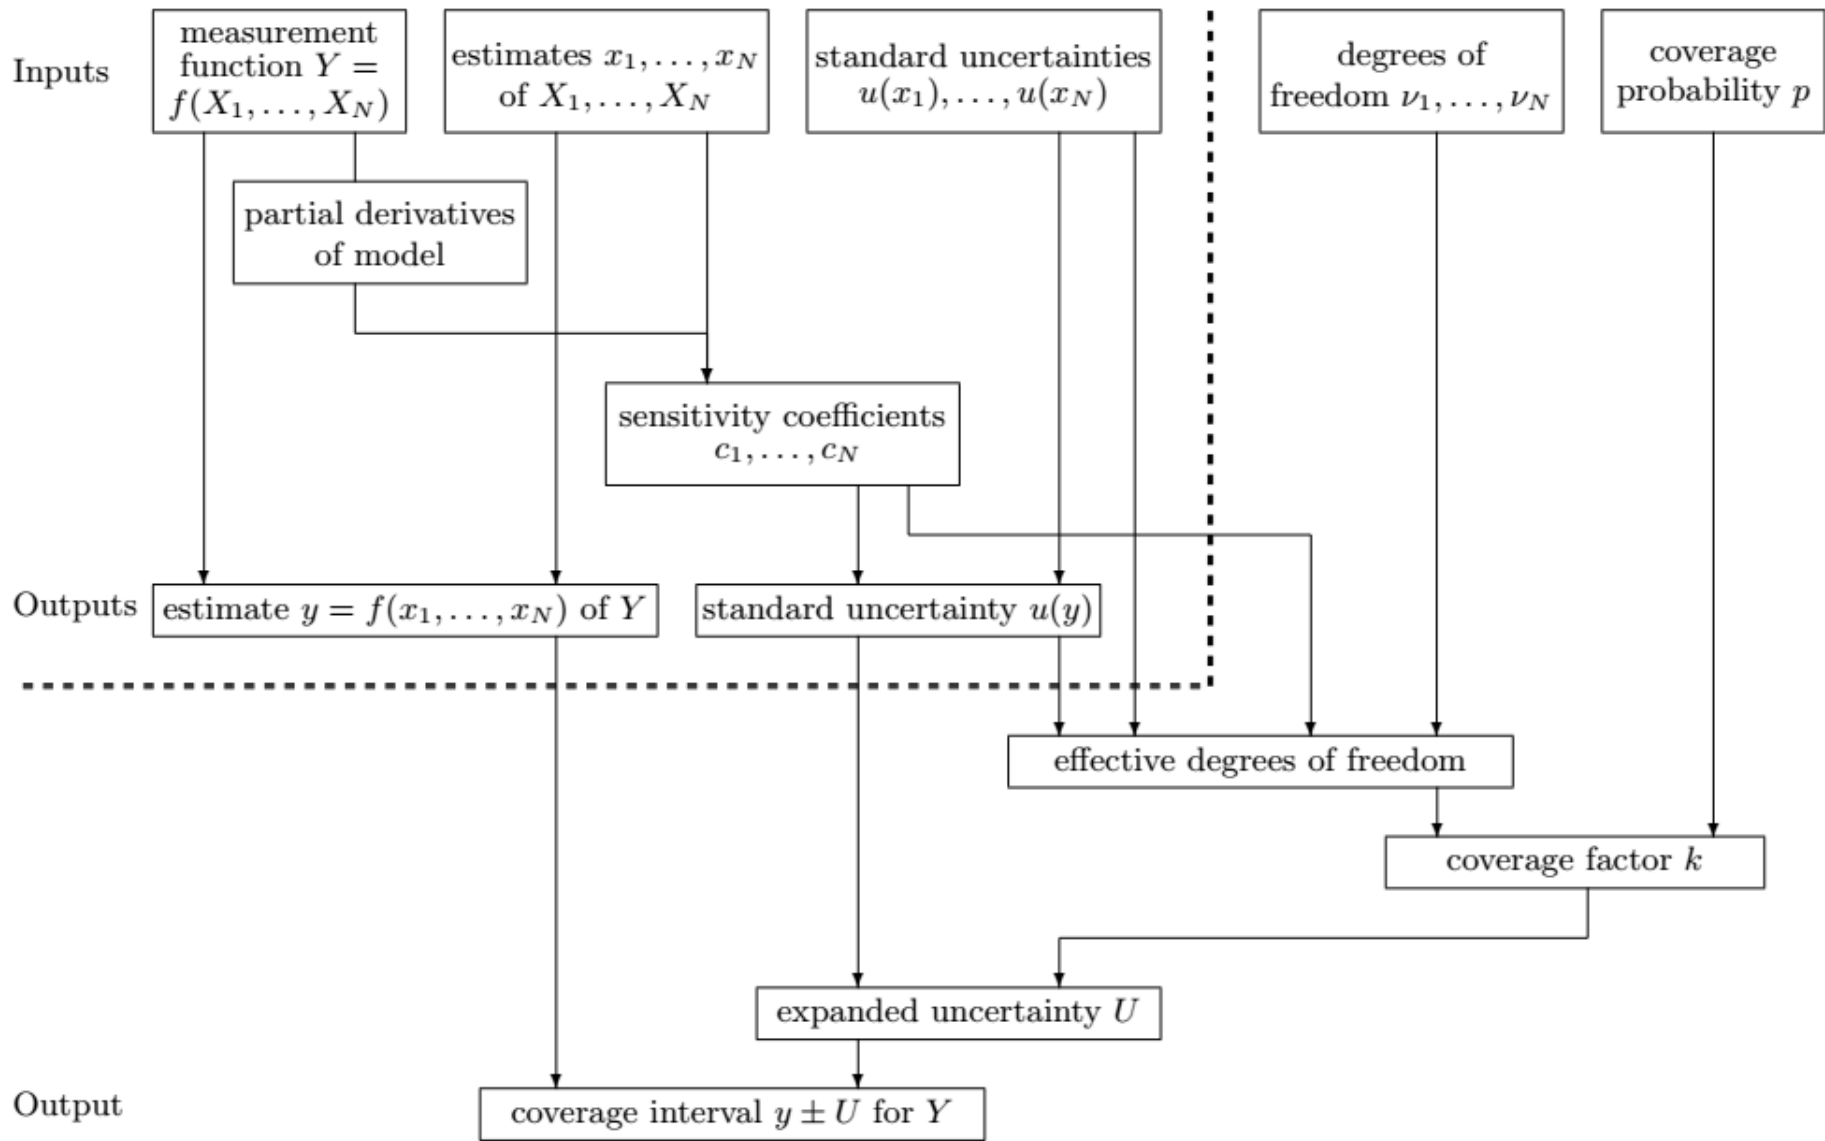 Inputs
measurement
function Y =
f(X₁, . . . , X_N)
estimates x₁, . . . , x_N
of X₁, . . . , X_N
standard uncertainties
u(x₁), . . . , u(x_N)
degrees of
freedom ν₁, . . . , ν_N
coverage
probability p
partial derivatives
of model
sensitivity coefficients
c₁, . . . , c_N
Outputs
estimate y = f(x₁, . . . , x_N) of Y
standard uncertainty u(y)
effective degrees of freedom
coverage factor k
expanded uncertainty U
Output
coverage interval y ± U for Y